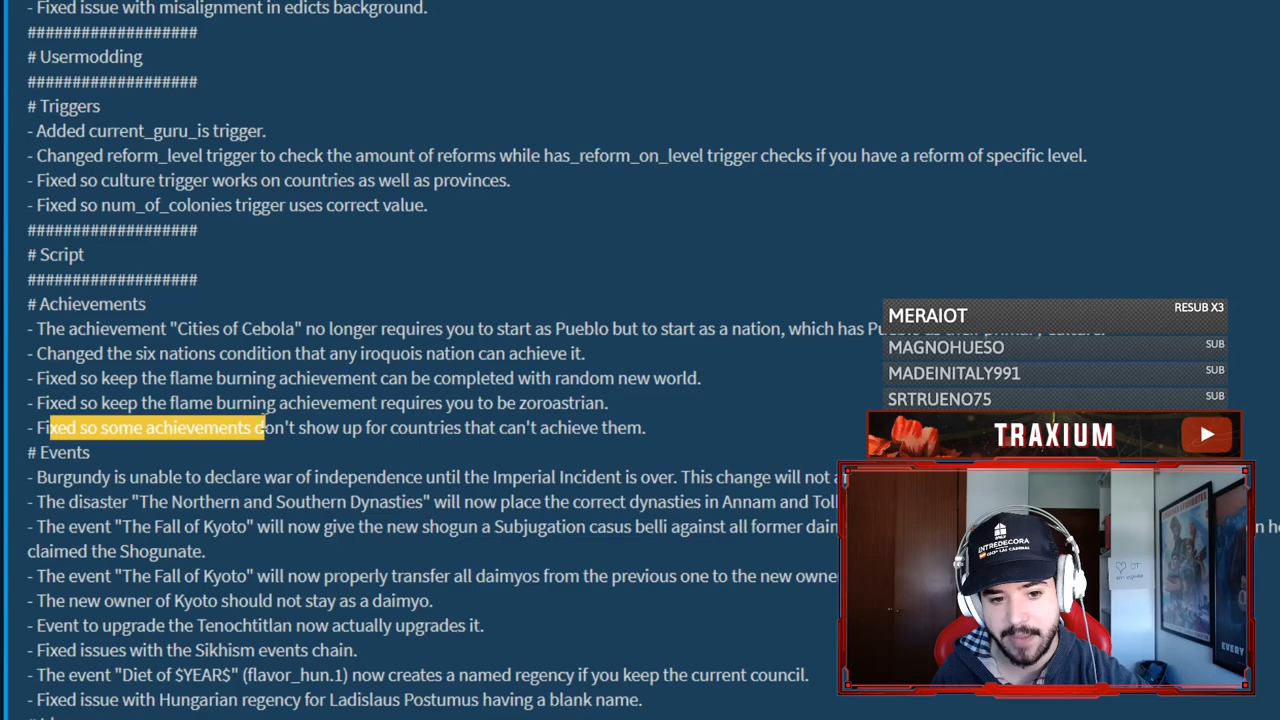 - Fixed issue with misalignment in edicts background.
###################
# Usermodding
###################
# Triggers
- Added current_guru_is trigger.
- Changed reform_level trigger to check the amount of reforms while has_reform_on_level trigger checks if you have a reform of specific level.
- Fixed so culture trigger works on countries as well as provinces.
- Fixed so num_of_colonies trigger uses correct value.
###################
# Script
###################
# Achievements
- The achievement "Cities of Cebola" no longer requires you to start as Pueblo but to start as a nation, which has Pueblo as their primary culture.
- Changed the six nations condition that any iroquois nation can achieve it.
- Fixed so keep the flame burning achievement can be completed with random new world.
- Fixed so keep the flame burning achievement requires you to be zoroastrian.
- Fixed so some achievements don't show up for countries that can't achieve them.
# Events
- Burgundy is unable to declare war of independence until the Imperial Incident is over. This change will not
- The disaster "The Northern and Southern Dynasties" will now place the correct dynasties in Annam and
- The event "The Fall of Kyoto" will now give the new shogun a Subjugation casus belli against all former
claimed the Shogunate.
- The event "The Fall of Kyoto" will now properly transfer all daimyos from the previous one to the new
- The new owner of Kyoto should not stay as a daimyo.
- Event to upgrade the Tenochtitlan now actually upgrades it.
- Fixed issues with the Sikhism events chain.
- The event "Diet of $YEAR$" (flavor_hun.1) now creates a named regency if you keep the current council.
- Fixed issue with Hungarian regency for Ladislaus Postumus having a blank name.
MERAIOT RESUB X3
MAGNOHUESO SUB
MADEINITALY991 SUB
SRTRUENO75 SUB
TRAXIUM
ENTREDECORA
EVERY